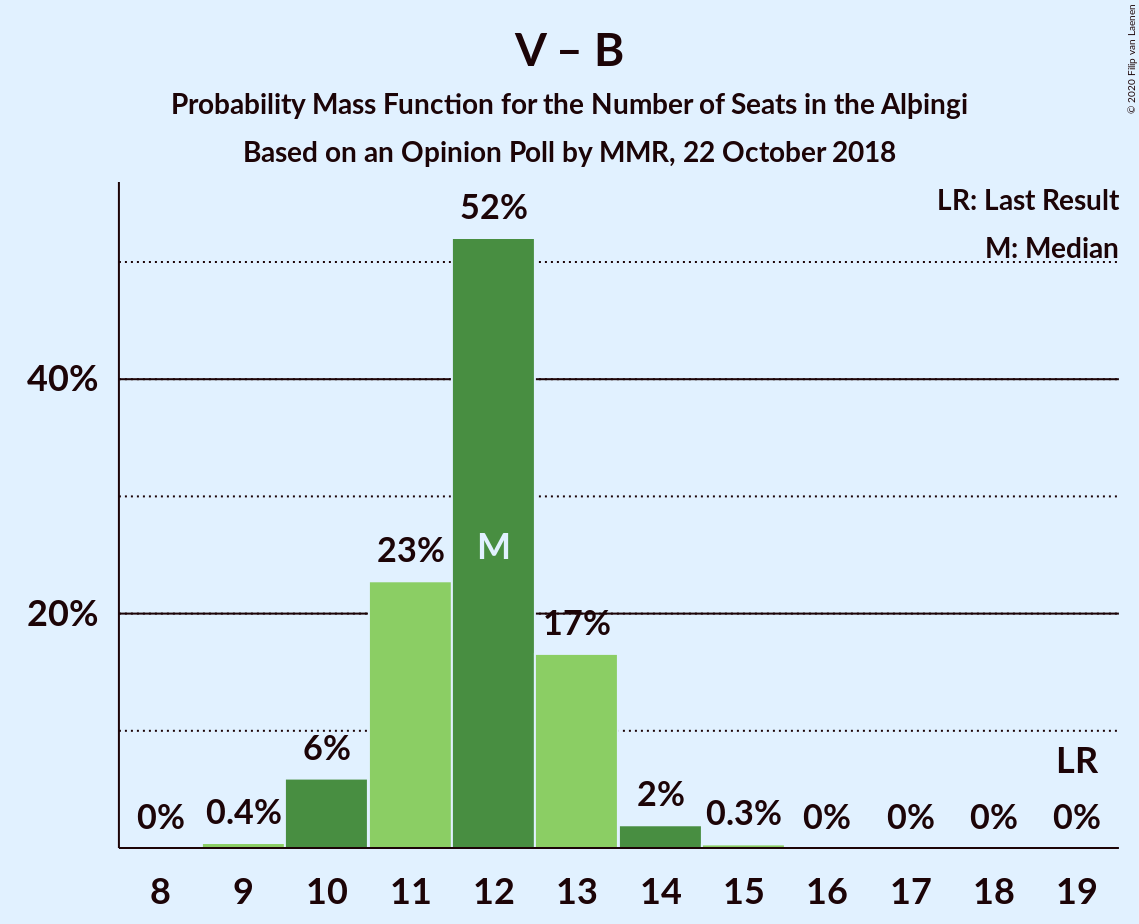 V – B
Probability Mass Function for the Number of Seats in the Alþingi
Based on an Opinion Poll by MMR, 22 October 2018
© 2020 Filip van Laenen
LR: Last Result
M: Median
52%
40%
23%
M
20%
17%
6%
LR
0%
0.4%
2%
0.3%
0%
0%
0%
0%
8 9 10 11 12 13 14 15 16 17 18 19